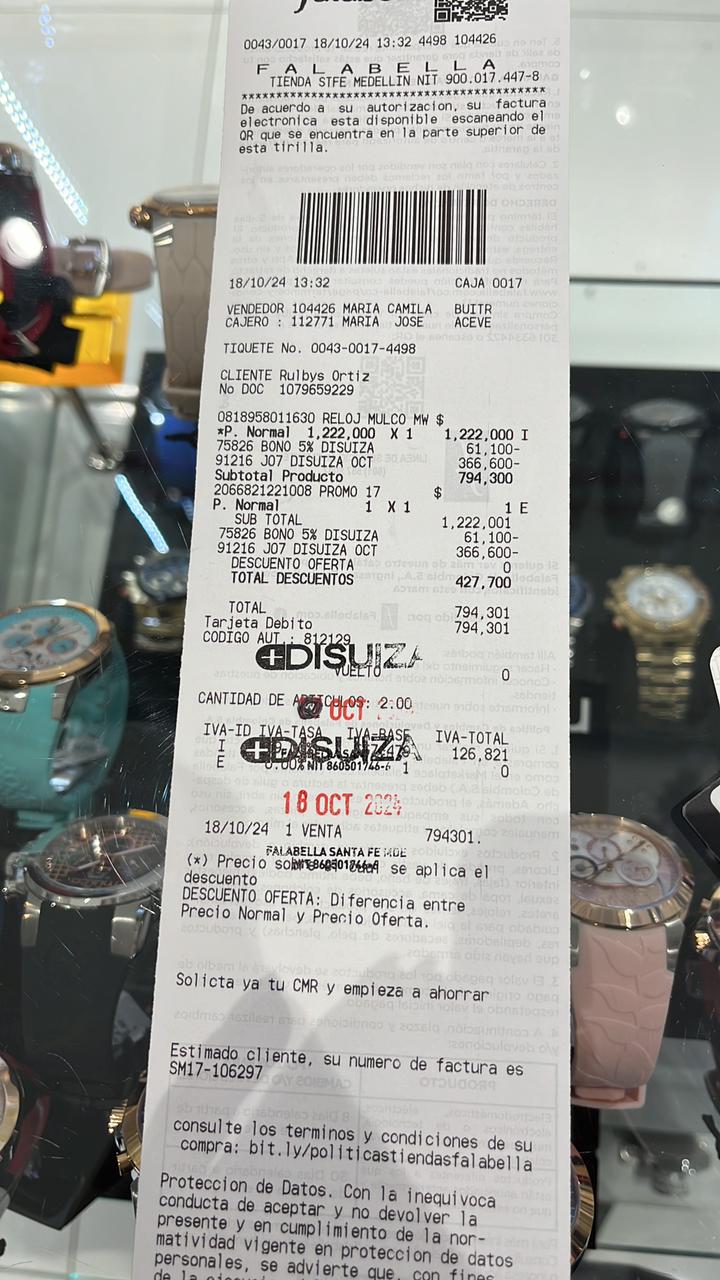 0043/0017 18/10/24 13:32 4498 104426
F A L A B E L L A
TIENDA STFE MEDELLIN NIT 900.017.447-8
****************************************
De acuerdo a su autorizacion, su factura
electronica esta disponible escaneando el
QR que se encuentra en la parte superior de
esta tirilla.
18/10/24 13:32 CAJA 0017
VENDEDOR 104426 MARIA CAMILA BUITR
CAJERO : 112771 MARIA JOSE ACEVE
TIQUETE No. 0043-0017-4498
CLIENTE Rulbys Ortiz
No DOC 1079659229
0818958011630 RELOJ MULCO MW $
*P. Normal 1,222,000 X 1 1,222,000 I
75826 BONO 5% DISUIZA 61,100-
91216 J07 DISUIZA OCT 366,600-
Subtotal Producto 794,300
2066821221008 PROMO 17 $
P. Normal 1 X 1 1 E
SUB TOTAL 1,222,001
75826 BONO 5% DISUIZA 61,100-
91216 J07 DISUIZA OCT 366,600-
DESCUENTO OFERTA 0
TOTAL DESCUENTOS 427,700
TOTAL 794,301
Tarjeta Debito 794,301
CODIGO AUT.: 812129
DISUIZA
VUELTO 0
CANTIDAD DE ARTICULOS: 2.00
OCT
IVA-ID IVA-TASA IVA-BASE IVA-TOTAL
I 126,821
DISUIZA
E 0.00% 1 0
NIT 860501746-6
18 OCT 2024
18/10/24 1 VENTA 794301.
FALABELLA SANTA FE MDE
NIT 860501746-6
(*) Precio sobre el cual se aplica el
descuento
DESCUENTO OFERTA: Diferencia entre
Precio Normal y Precio Oferta.
Solicta ya tu CMR y empieza a ahorrar
Estimado cliente, su numero de factura es
SM17-106297
consulte los terminos y condiciones de su
compra: bit.ly/politicastiendasfalabella
Proteccion de Datos. Con la inequivoca
conducta de aceptar y no devolver la
presente y en cumplimiento de la nor-
matividad vigente en proteccion de datos
personales, se advierte que, con fines